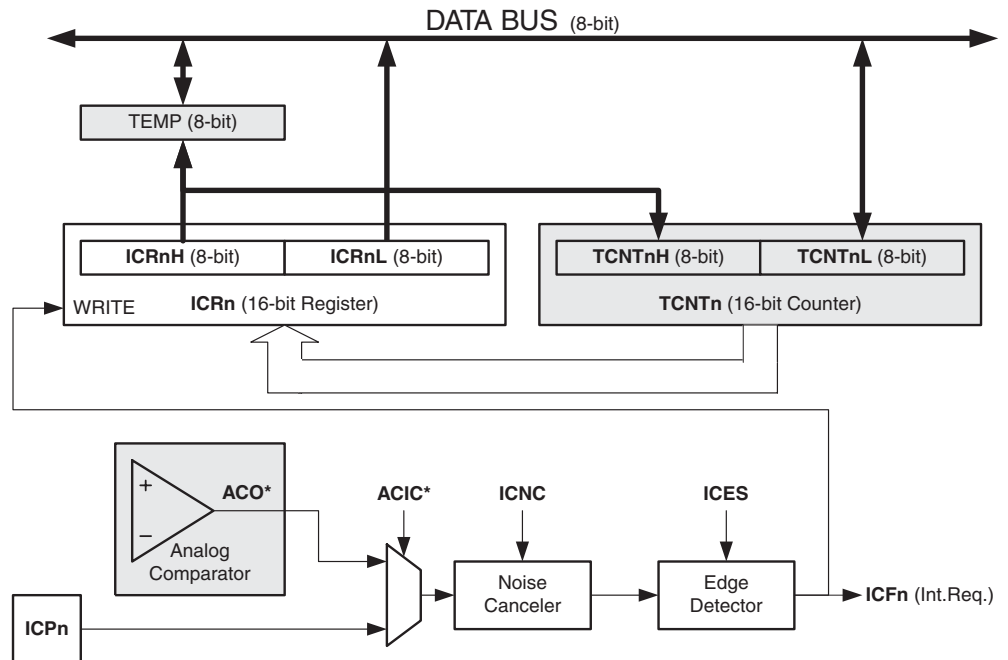 DATA BUS (8-bit)
TEMP (8-bit)
ICRnH (8-bit)
ICRnL (8-bit)
TCNTnH (8-bit)
TCNTnL (8-bit)
WRITE
ICRn (16-bit Register)
TCNTn (16-bit Counter)
+
−
ACO*
Analog
Comparator
ACIC*
ICNC
ICES
Noise
Canceler
Edge
Detector
ICFn (Int.Req.)
ICPn